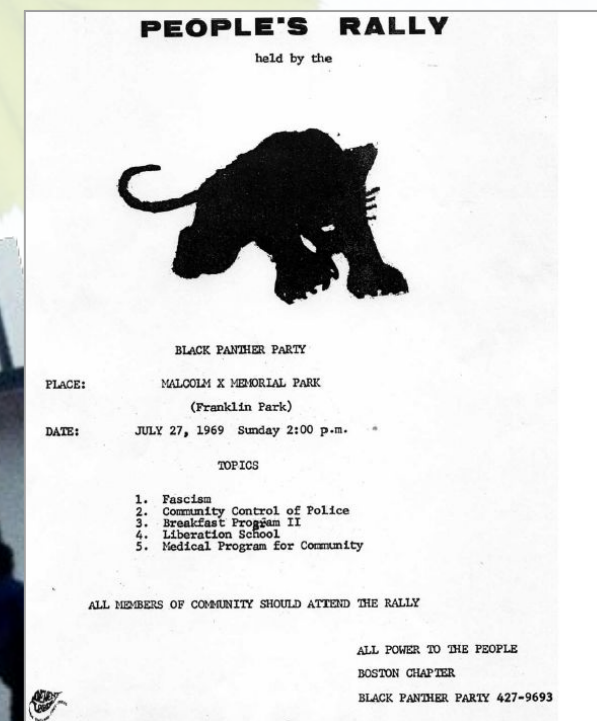 PEOPLE'S RALLY
held by the
BLACK PANTHER PARTY
PLACE: MALCOLM X MEMORIAL PARK
(Franklin Park)
DATE: JULY 27, 1969 Sunday 2:00 p.m.
TOPICS
1. Fascism
2. Community Control of Police
3. Breakfast Program II
4. Liberation School
5. Medical Program for Community
ALL MEMBERS OF COMMUNITY SHOULD ATTEND THE RALLY
ALL POWER TO THE PEOPLE
BOSTON CHAPTER
BLACK PANTHER PARTY 427-9693